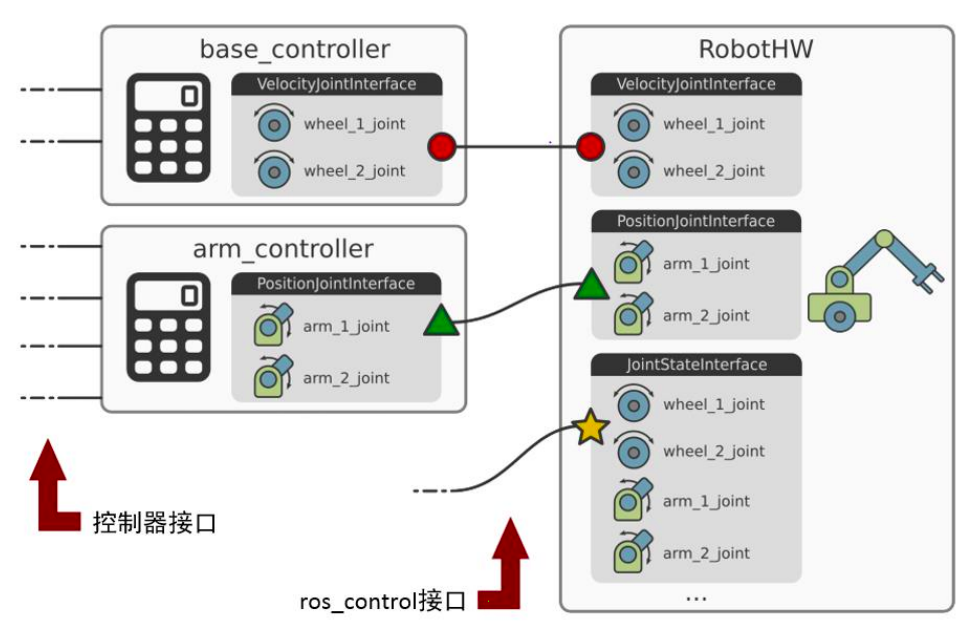 base_controller
0
VelocityJointInterface
wheel_1_joint
wheel_2_joint
arm_controller
0
PositionJointInterface
arm_1_joint
arm_2_joint
RobotHW
VelocityJointInterface
wheel_1_joint
wheel_2_joint
PositionJointInterface
arm_1_joint
arm_2_joint
JointStateInterface
wheel_1_joint
wheel_2_joint
arm_1_joint
arm_2_joint
...
控制器接口
ros_control接口